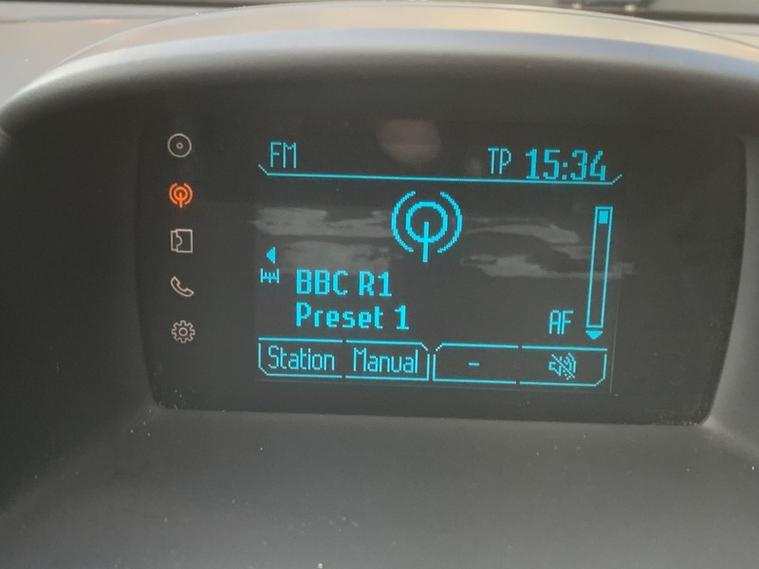 FM TP 15:34
BBC R1
Preset 1 AF
Station Manual -